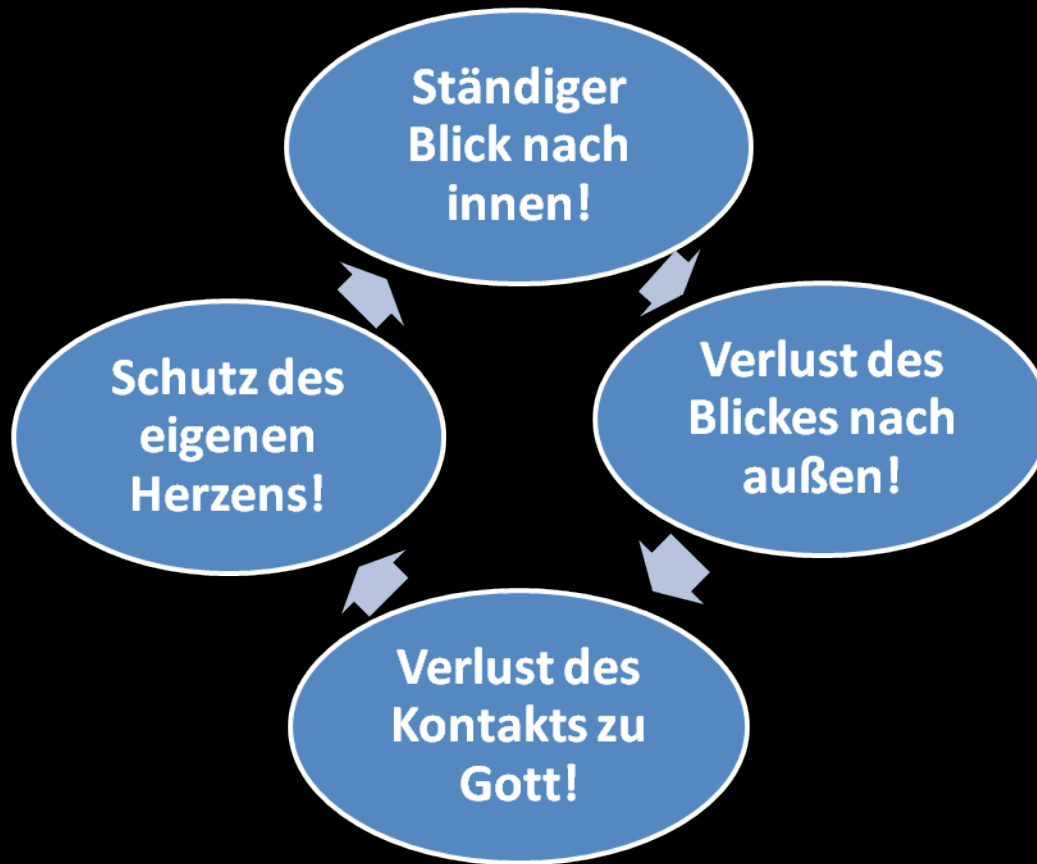 Ständiger
Blick nach
innen!
Verlust des
Blickes nach
außen!
Verlust des
Kontakts zu
Gott!
Schutz des
eigenen
Herzens!